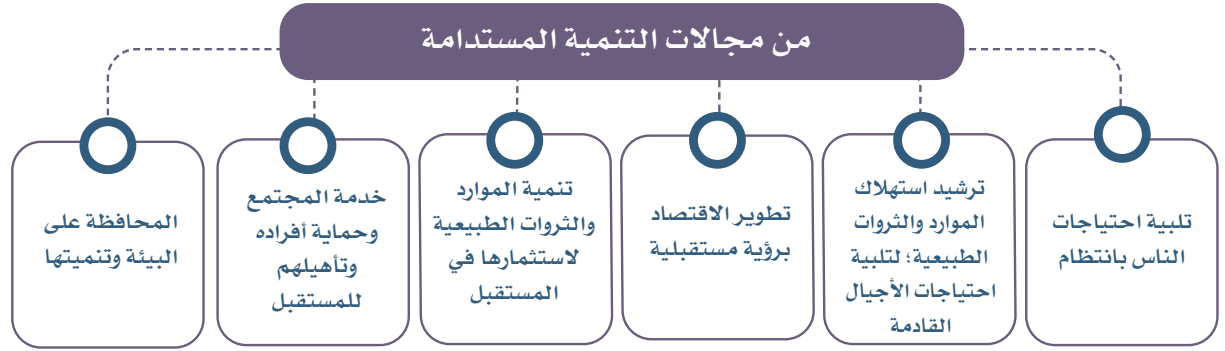 من مجالات التنمية المستدامة
تلبية احتياجات
الناس بانتظام
ترشيد استهلاك
الموارد والثروات
الطبيعية؛ لتلبية
احتياجات الأجيال
القادمة
تطوير الاقتصاد
برؤية مستقبلية
تنمية الموارد
والثروات الطبيعية
لاستثمارها في
المستقبل
خدمة المجتمع
وحماية أفراده
وتأهيلهم
للمستقبل
المحافظة على
البيئة وتنميتها